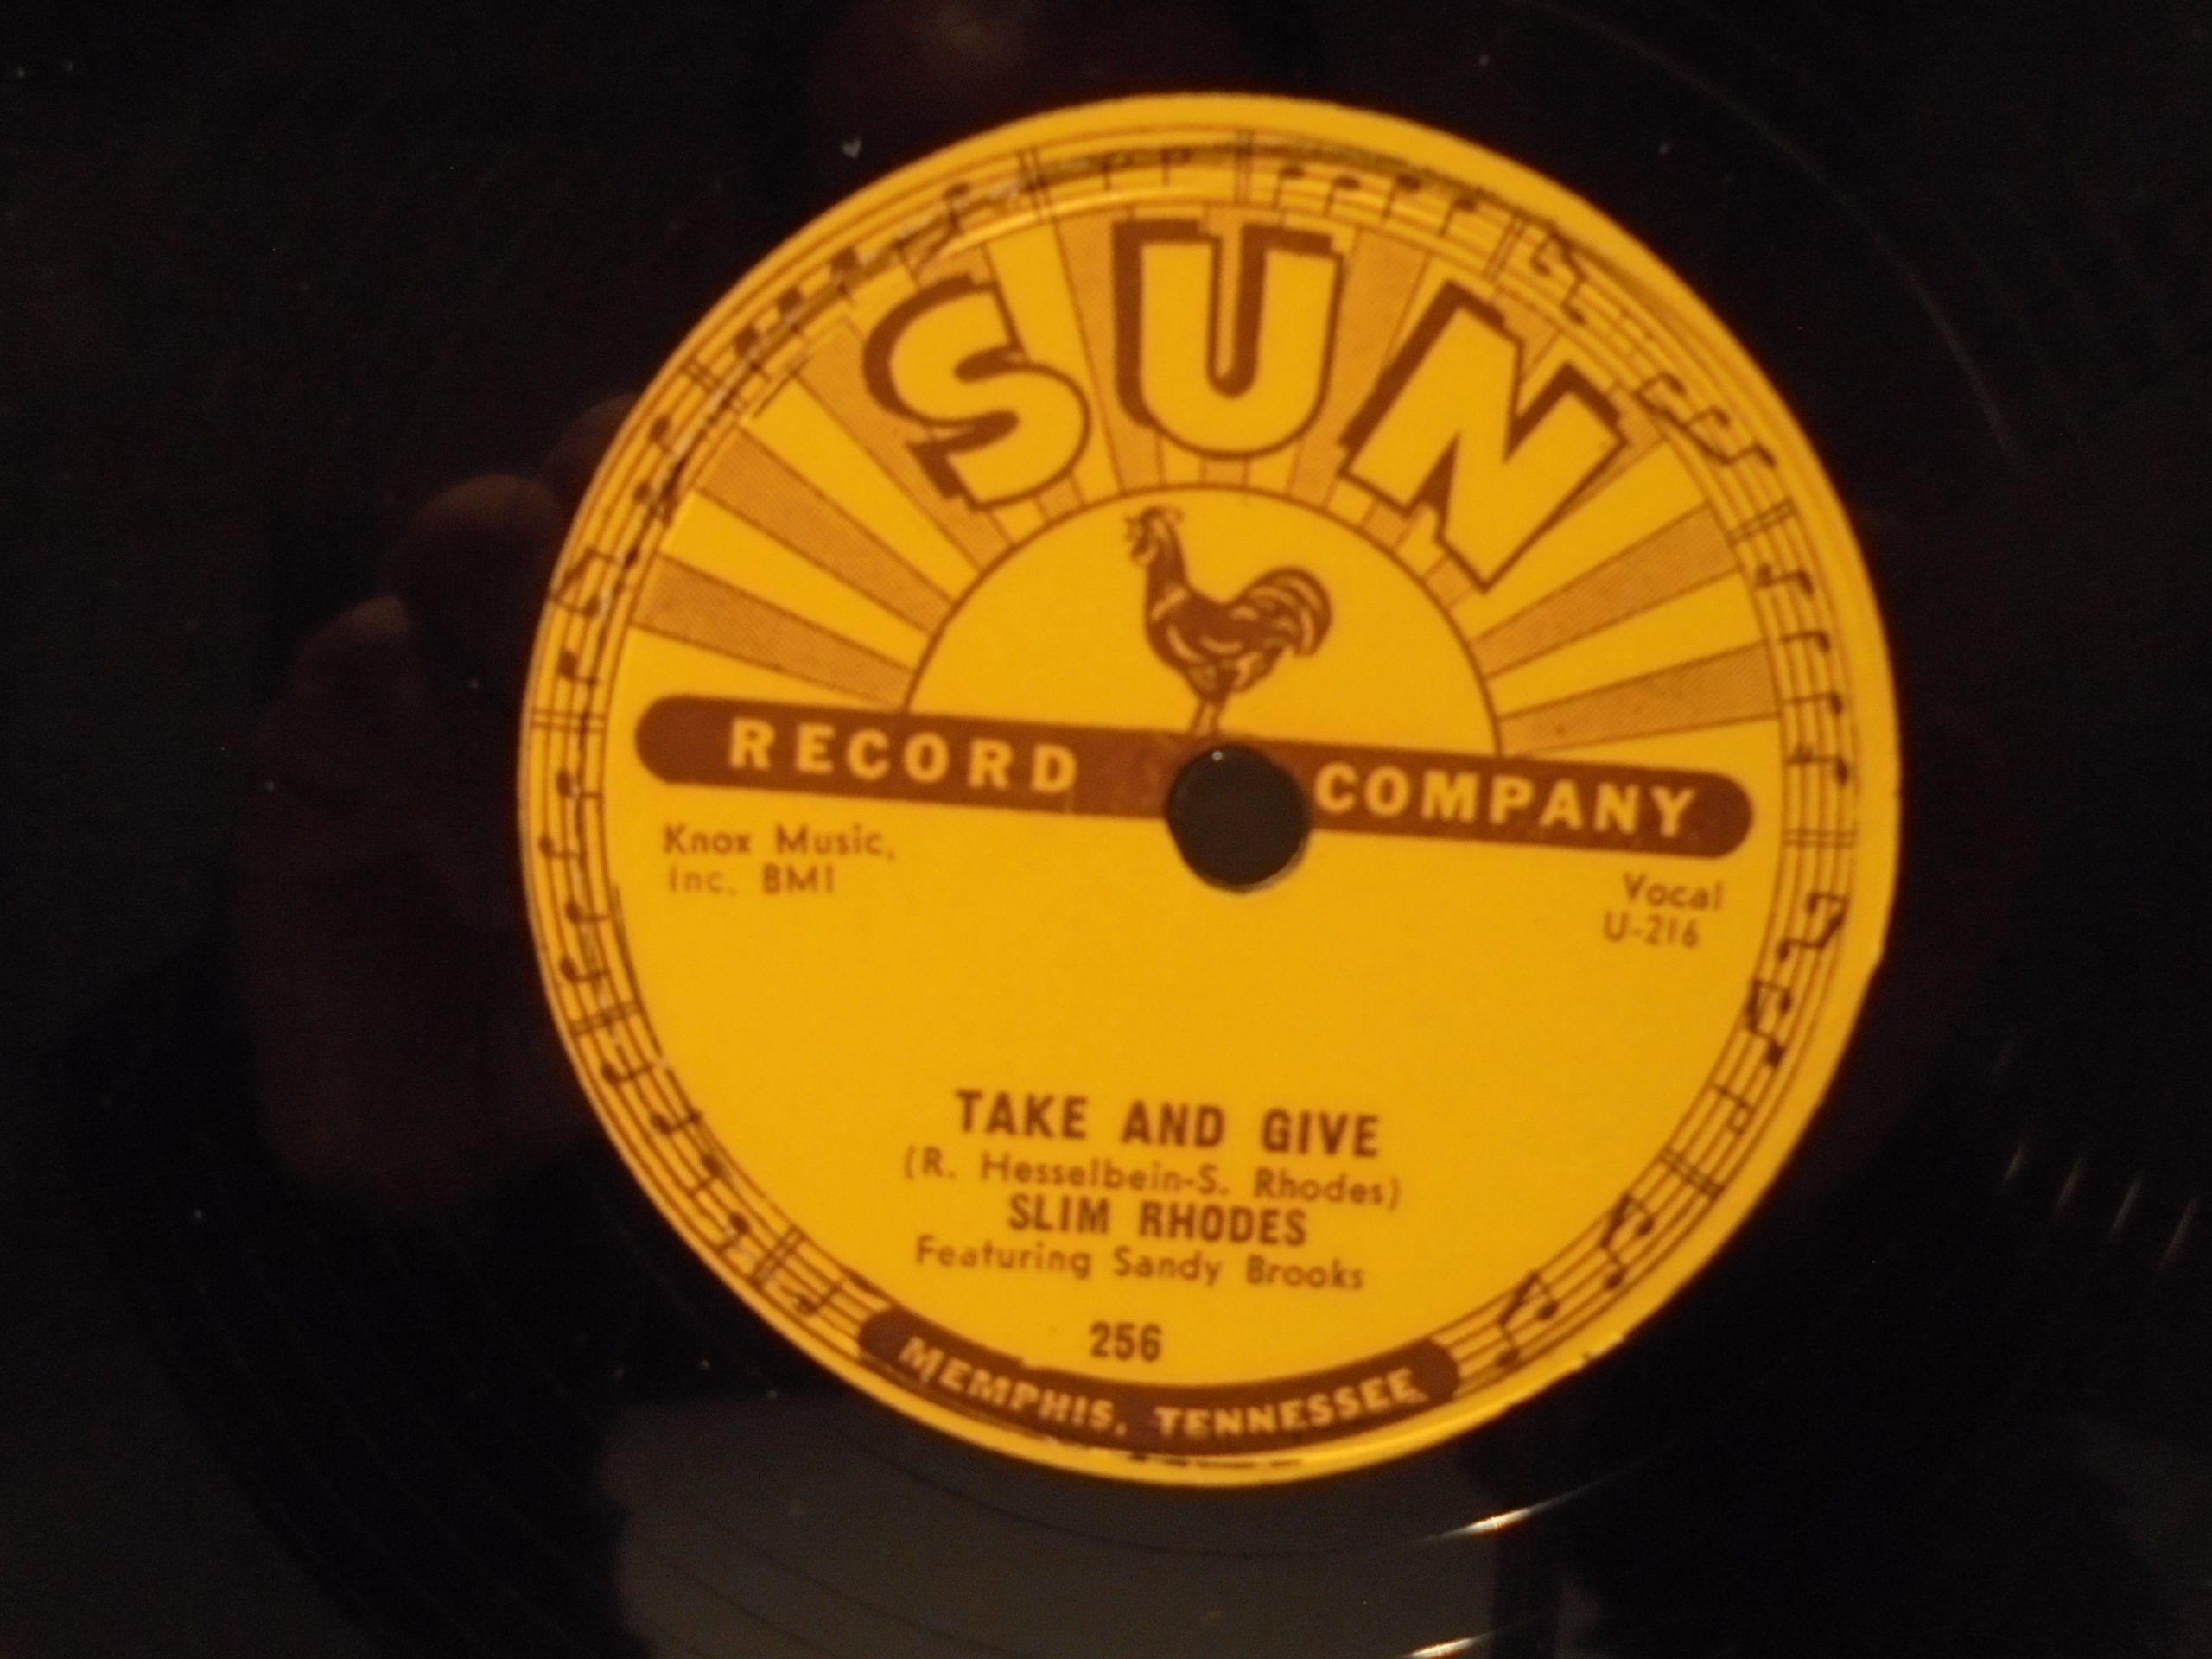 SUN
RECORD COMPANY
Knox Music,
Inc. BMI
Vocal
U-216
TAKE AND GIVE
(R. Hesselbein-S. Rhodes)
SLIM RHODES
Featuring Sandy Brooks
256
MEMPHIS, TENNESSEE